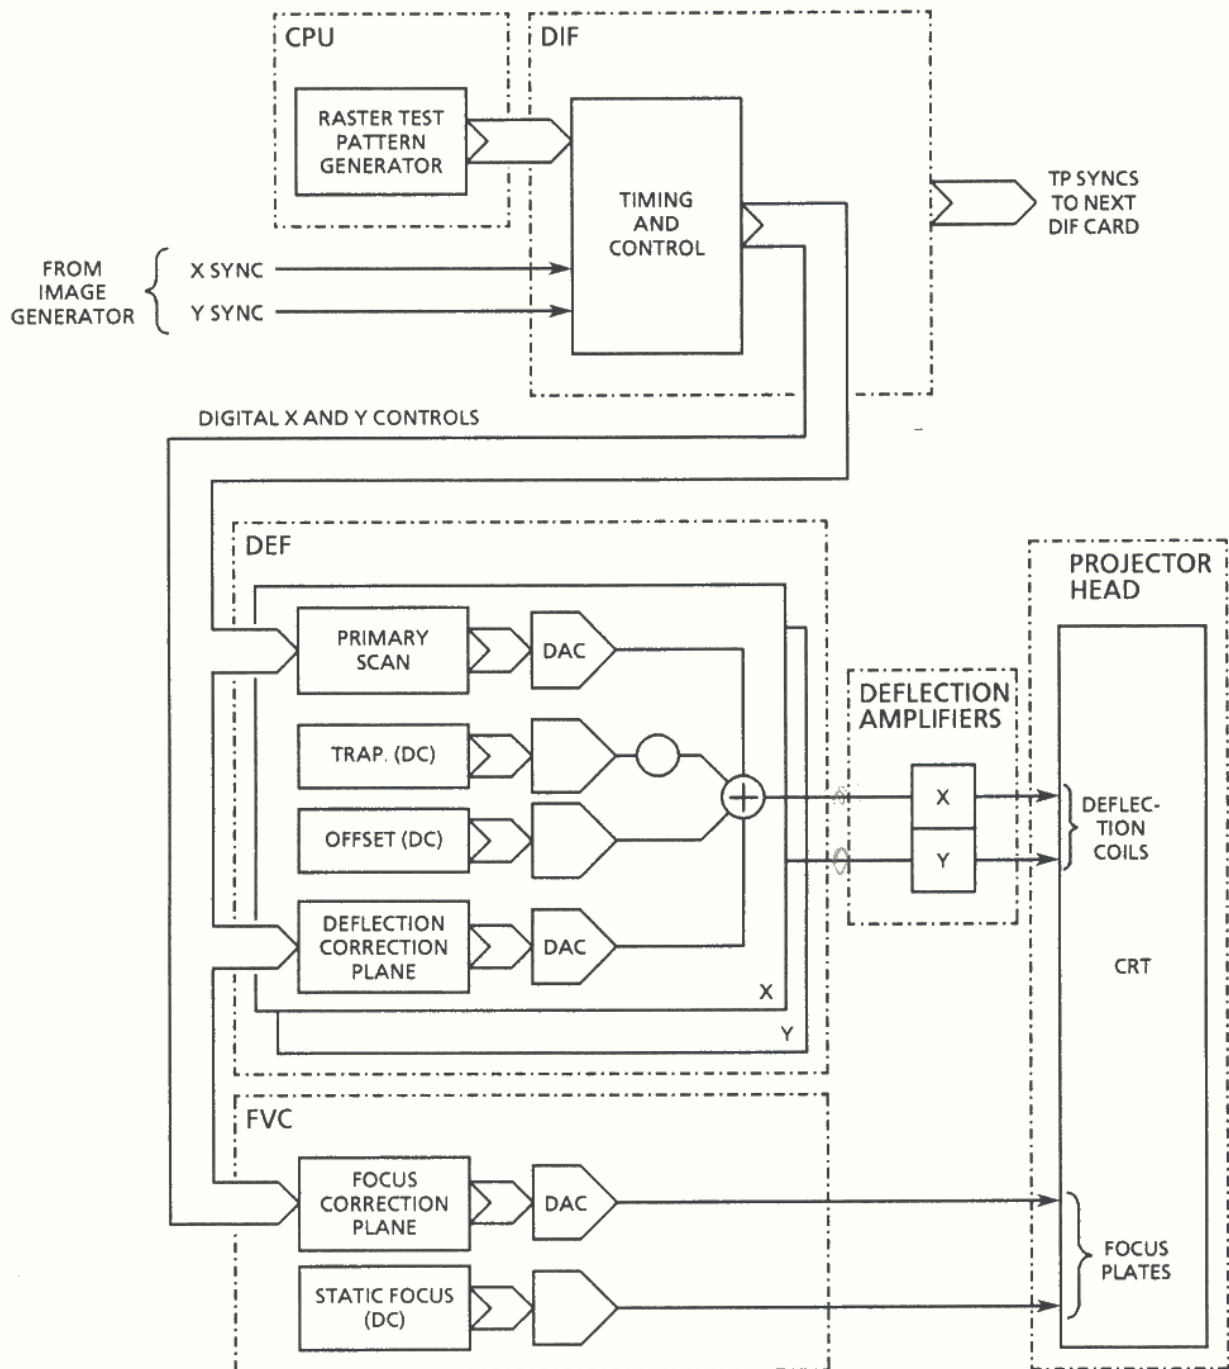 CPU
DIF
RASTER TEST
PATTERN
GENERATOR
TIMING
AND
CONTROL
TP SYNCS
TO NEXT
DIF CARD
FROM
IMAGE
GENERATOR
X SYNC
Y SYNC
DIGITAL X AND Y CONTROLS
DEF
PRIMARY
SCAN
DAC
TRAP. (DC)
OFFSET (DC)
DEFLECTION
CORRECTION
PLANE
DAC
X
Y
DEFLECTION
AMPLIFIERS
X
Y
PROJECTOR
HEAD
DEFLEC-
TION
COILS
CRT
FVC
FOCUS
CORRECTION
PLANE
DAC
STATIC FOCUS
(DC)
FOCUS
PLATES